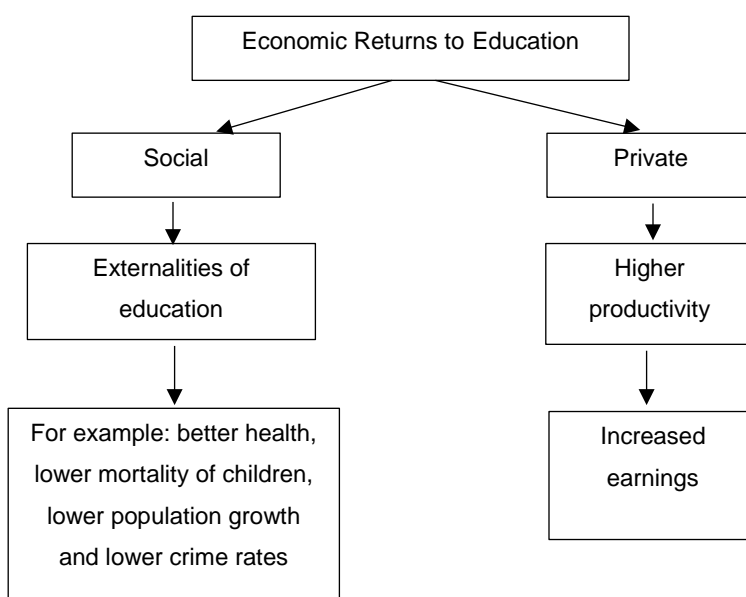 Economic Returns to Education
Social
Private
Externalities of
education
Higher
productivity
For example: better health,
lower mortality of children,
lower population growth
and lower crime rates
Increased
earnings